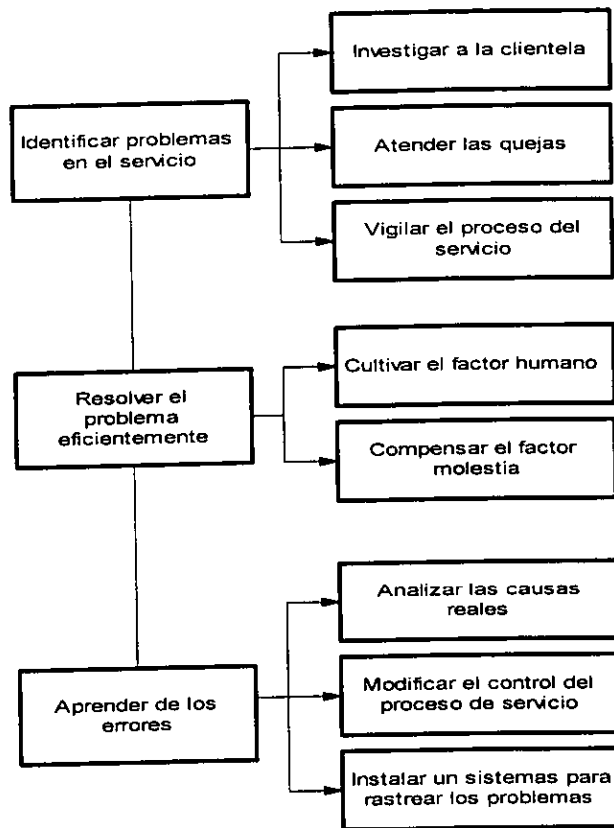 Identificar problemas
en el servicio
Investigar a la clientela
Atender las quejas
Vigilar el proceso del
servicio
Resolver el
problema
eficientemente
Cultivar el factor humano
Compensar el factor
molestia
Aprender de los
errores
Analizar las causas
reales
Modificar el control del
proceso de servicio
Instalar un sistemas para
rastrear los problemas